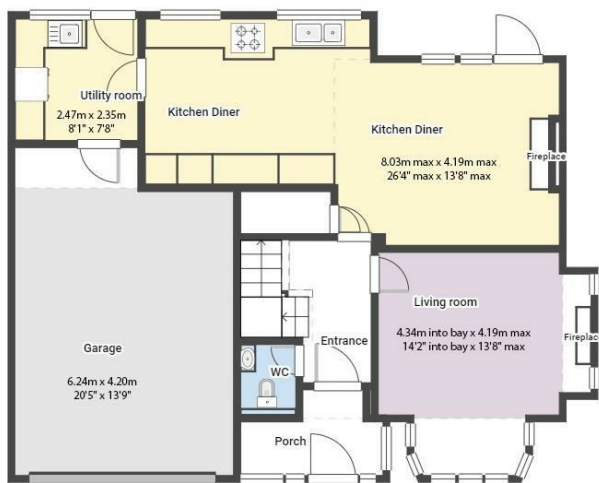 Utility room
2.47m x 2.35m
8'1" x 7'8"
Kitchen Diner
Kitchen Diner
8.03m max x 4.19m max
26'4" max x 13'8" max
Fireplace
Living room
4.34m into bay x 4.19m max
14'2" into bay x 13'8" max
Fireplace
Entrance
Garage
6.24m x 4.20m
20'5" x 13'9"
WC
Porch